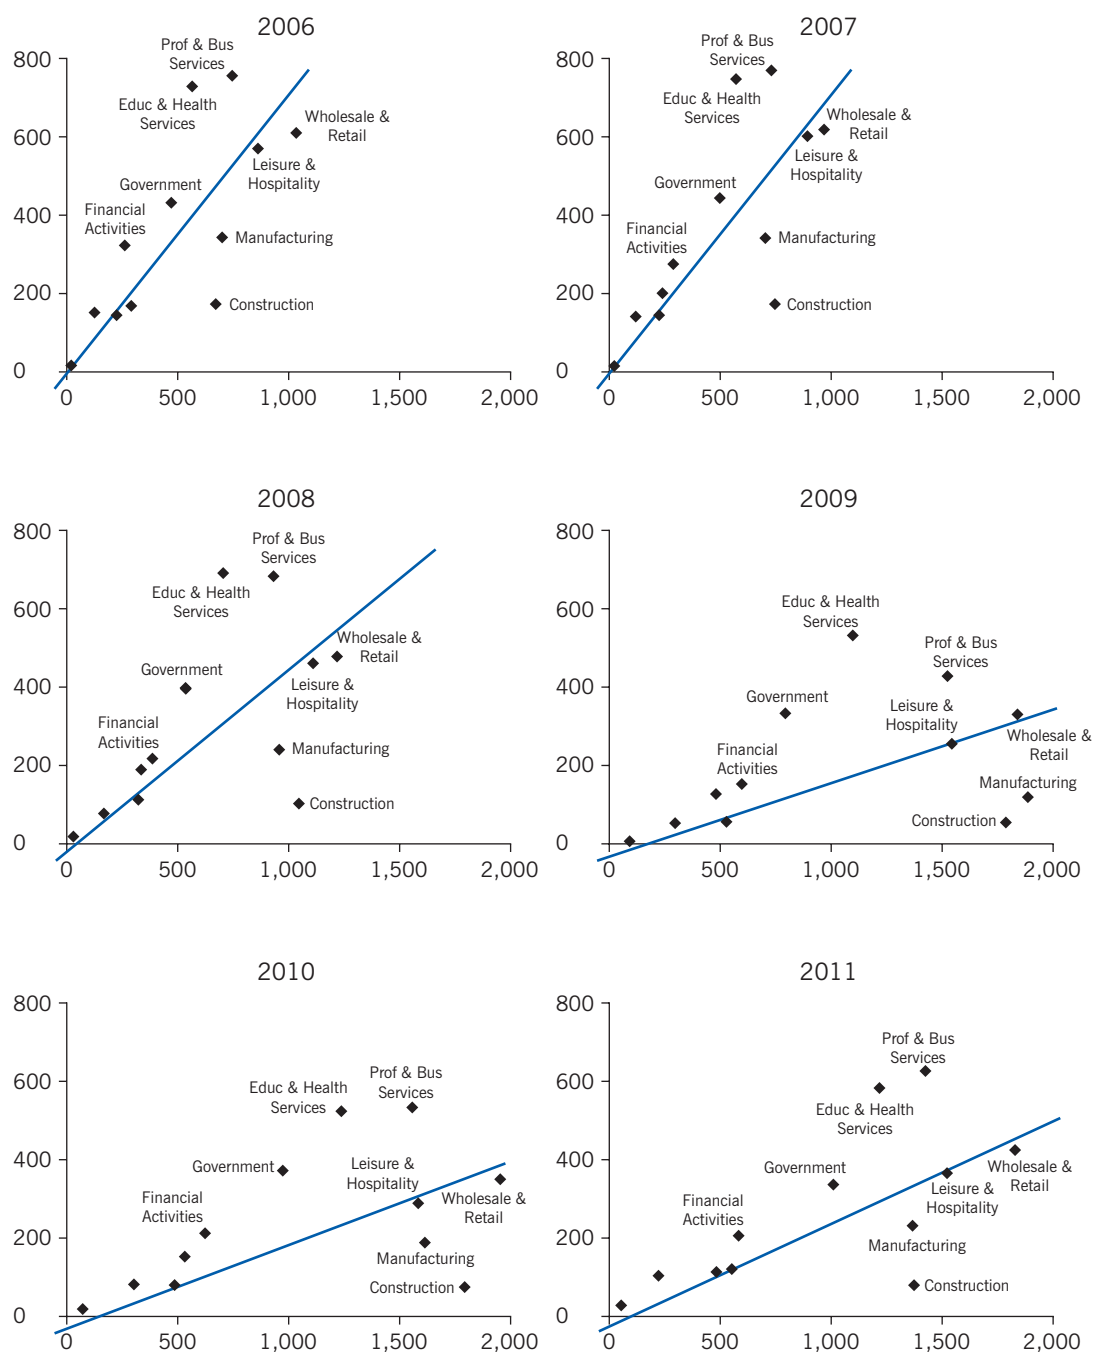 2006
800
600
400
200
0
0
500
1,000
1,500
2,000
Prof & Bus
Services
Educ & Health
Services
Wholesale &
Retail
Leisure &
Hospitality
Government
Financial
Activities
Manufacturing
Construction
2007
800
600
400
200
0
0
500
1,000
1,500
2,000
Prof & Bus
Services
Educ & Health
Services
Wholesale &
Retail
Leisure &
Hospitality
Government
Financial
Activities
Manufacturing
Construction
2008
800
600
400
200
0
0
500
1,000
1,500
2,000
Prof & Bus
Services
Educ & Health
Services
Wholesale &
Retail
Government
Leisure &
Hospitality
Financial
Activities
Manufacturing
Construction
2009
800
600
400
200
0
0
500
1,000
1,500
2,000
Educ & Health
Services
Prof & Bus
Services
Government
Leisure &
Hospitality
Wholesale &
Retail
Financial
Activities
Manufacturing
Construction
2010
800
600
400
200
0
0
500
1,000
1,500
2,000
Prof & Bus
Services
Educ & Health
Services
Government
Leisure &
Hospitality
Wholesale &
Retail
Financial
Activities
Manufacturing
Construction
2011
800
600
400
200
0
0
500
1,000
1,500
2,000
Prof & Bus
Services
Educ & Health
Services
Government
Wholesale &
Retail
Leisure &
Hospitality
Financial
Activities
Manufacturing
Construction